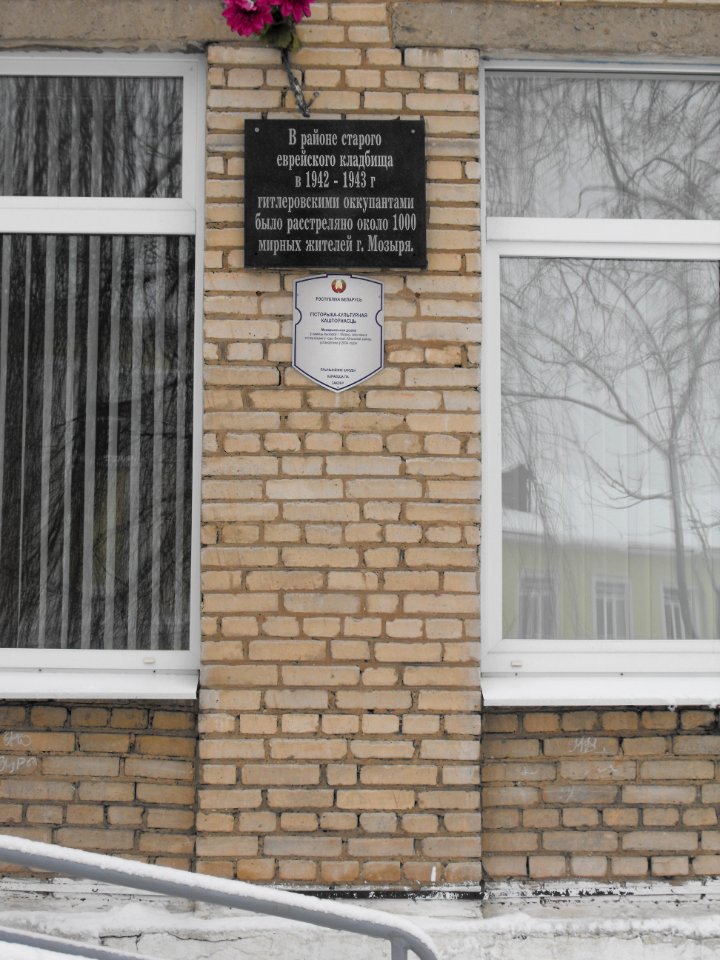 В районе старого
еврейского кладбища
в 1942 - 1943 г
гитлеровскими оккупантами
было расстреляно около 1000
мирных жителей г. Мозыря.
РЭСПУБЛІКА БЕЛАРУСЬ
ГІСТОРЫКА-КУЛЬТУРНАЯ
КАШТОЎНАСЦЬ